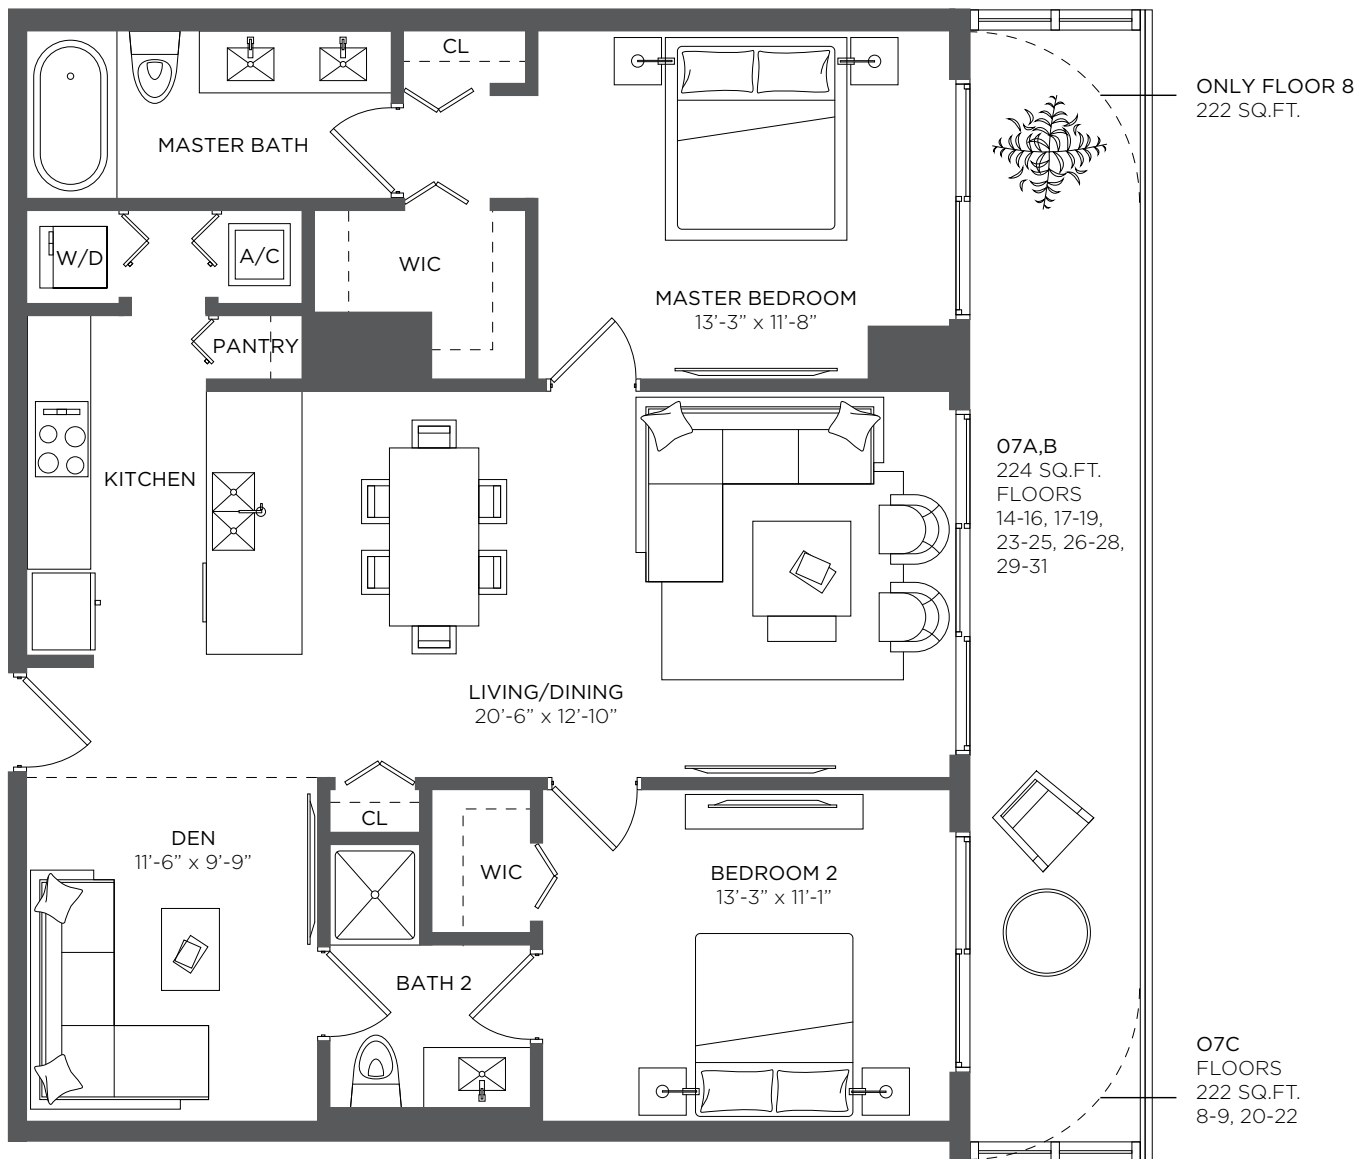 CL
ONLY FLOOR 8
222 SQ.FT.
MASTER BATH
W/D
A/C
WIC
MASTER BEDROOM
13'-3” x 11'-8”
PANTRY
KITCHEN
07A,B
224 SQ.FT.
FLOORS
14-16, 17-19,
23-25, 26-28,
29-31
LIVING/DINING
20'-6” x 12'-10”
CL
DEN
11'-6” x 9'-9”
WIC
BEDROOM 2
13'-3” x 11'-1”
BATH 2
O7C
FLOORS
222 SQ.FT.
8-9, 20-22